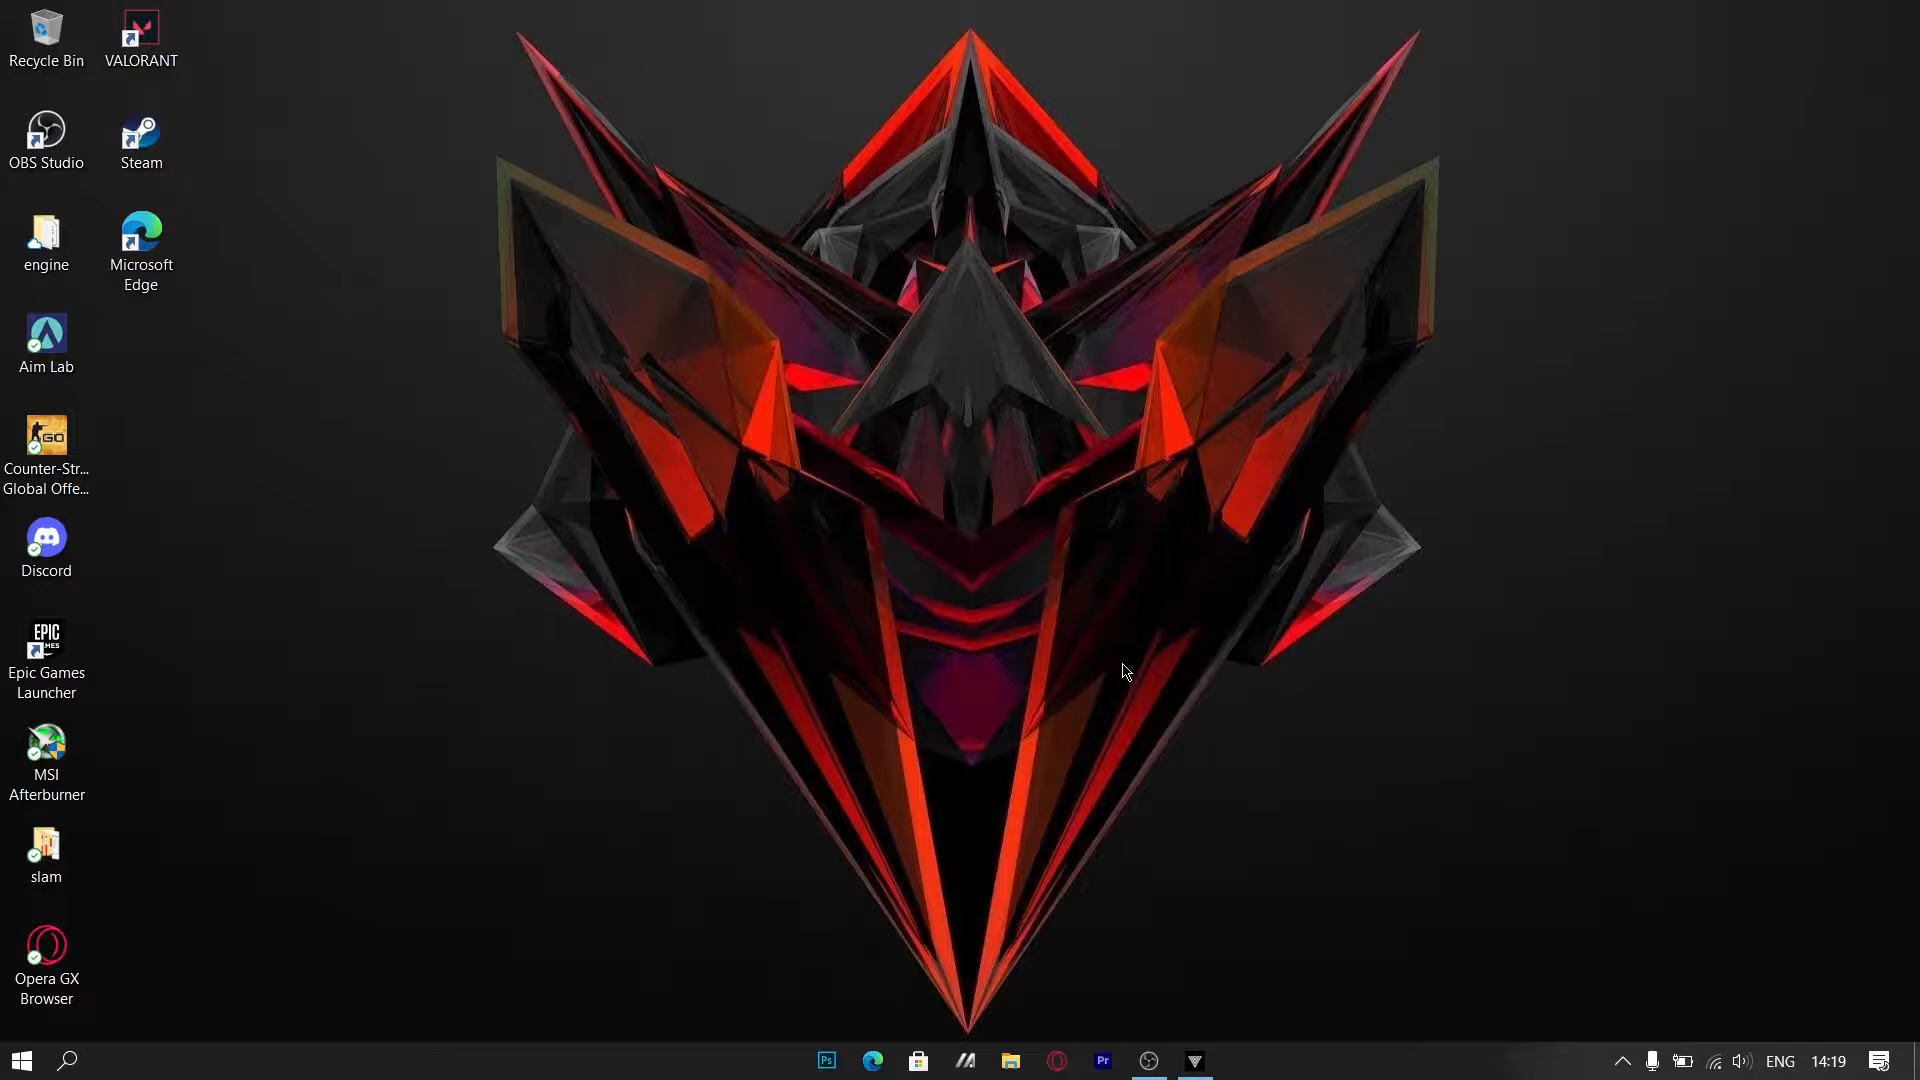 Recycle Bin
VALORANT
OBS Studio
Steam
engine
Microsoft
Edge
Aim Lab
GO
Counter-Str...
Global Offe...
Discord
EPIC
Epic Games
Launcher
MSI
Afterburner
slam
Opera GX
Browser
Ps
Pr
ENG
14:19